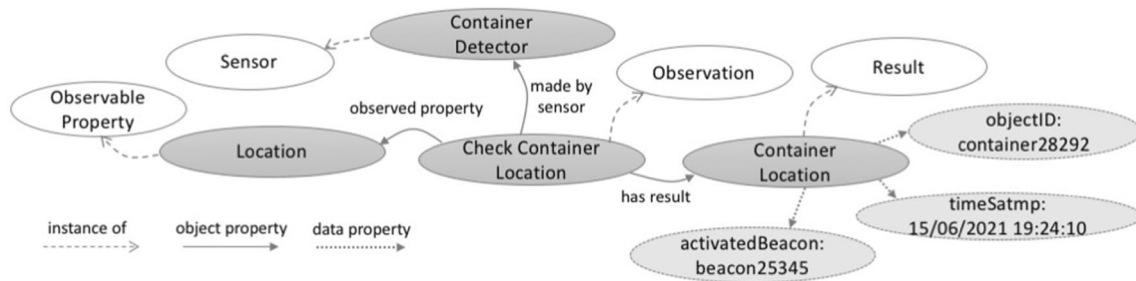 Container
Detector
Sensor
Observation
Result
made by
sensor
Observable
Property
observed property
objectID:
container28292
Location
Check Container
Location
Container
Location
has result
timeSatmp:
15/06/2021 19:24:10
instance of
object property
data property
activatedBeacon:
beacon25345